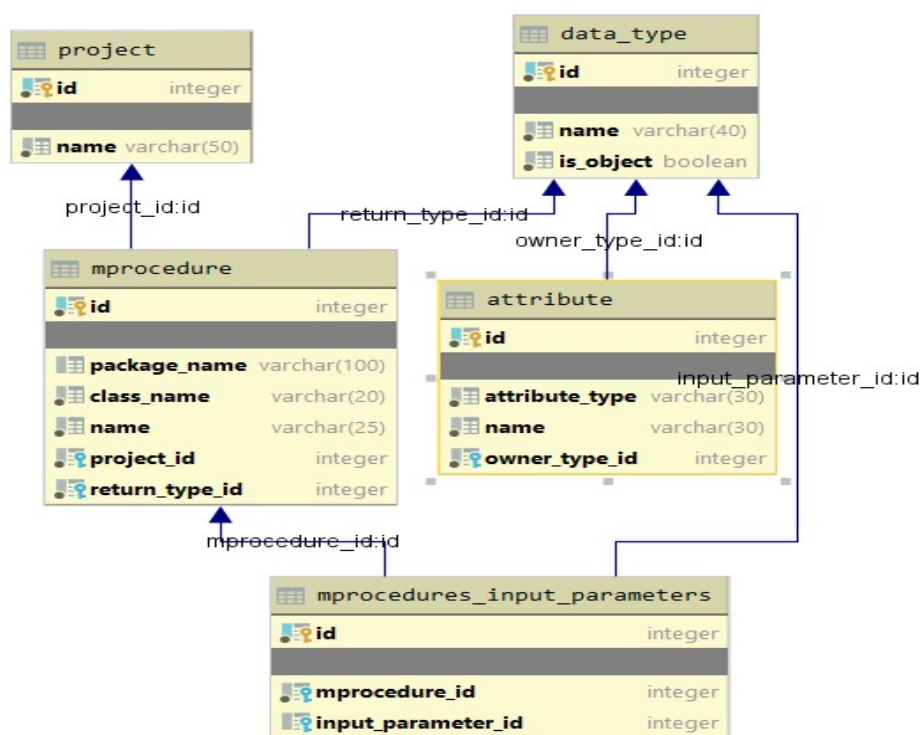 project
id integer
name varchar(50)
data_type
id integer
name varchar(40)
is_object boolean
project_id:id
return_type_id:id
owner_type_id:id
mprocedure
id integer
package_name varchar(100)
class_name varchar(20)
name varchar(25)
project_id integer
return_type_id integer
attribute
id integer
attribute_type varchar(30)
name varchar(30)
owner_type_id integer
input_parameter_id:id
mprocedure_id:id
mprocedures_input_parameters
id integer
mprocedure_id integer
input_parameter_id integer